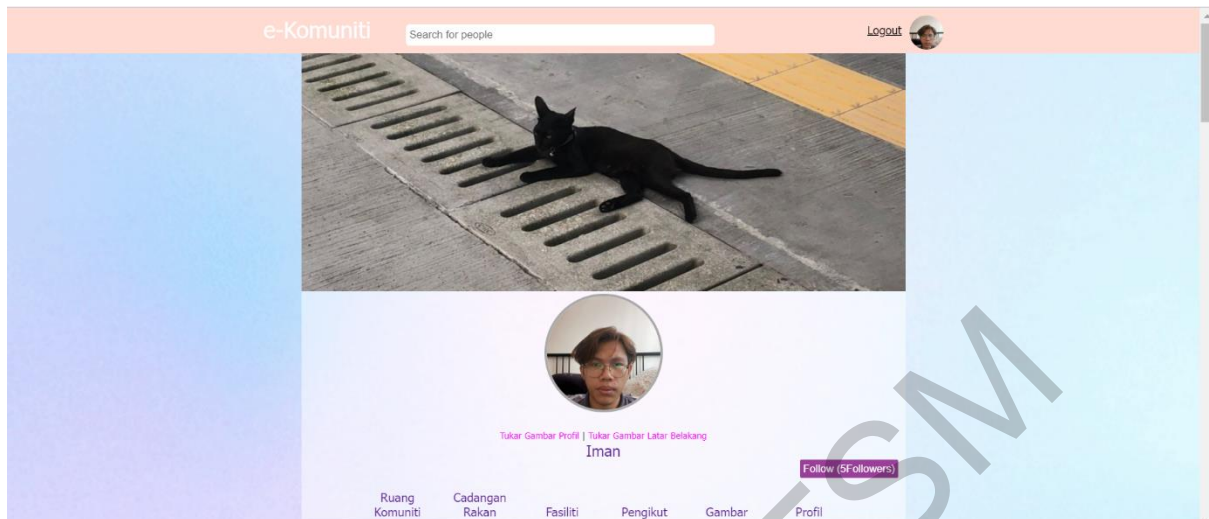 e-Komuniti
Search for people
Logout
Tukar Gambar Profil | Tukar Gambar Latar Belakang
Iman
Follow (5Followers)
Ruang Komuniti
Cadangan Rakan
Fasiliti
Pengikut
Gambar
Profil